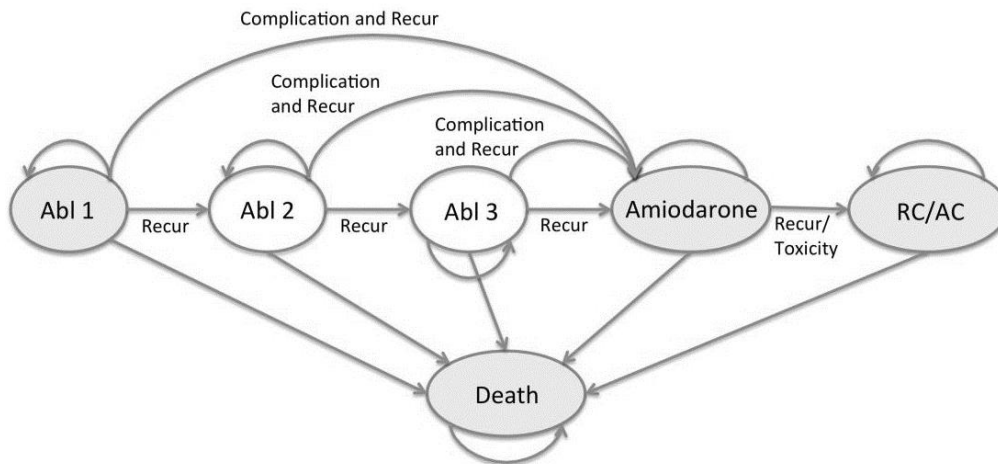 Complication and Recur
Complication
and Recur
Complication
and Recur
Abl 1
Recur
Abl 2
Recur
Abl 3
Recur
Amiodarone
Recur/
Toxicity
RC/AC
Death